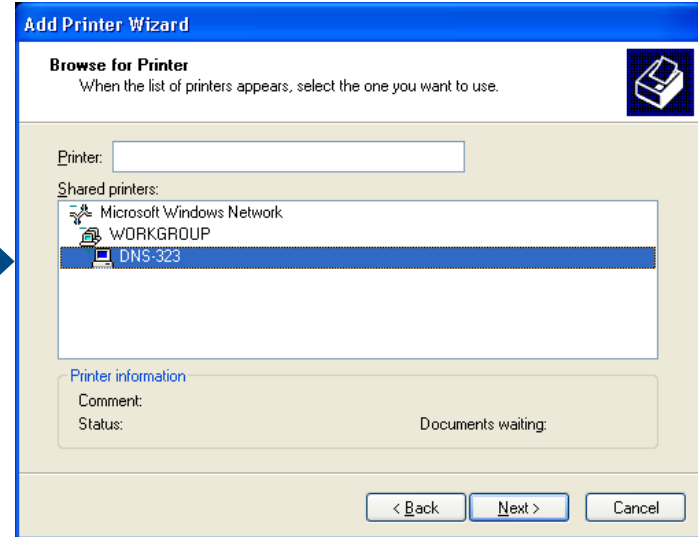 Add Printer Wizard
Browse for Printer
When the list of printers appears, select the one you want to use.
Printer:
Shared printers:
Microsoft Windows Network
WORKGROUP
DNS-323
Printer information
Comment:
Status:
Documents waiting:
< Back
Next >
Cancel